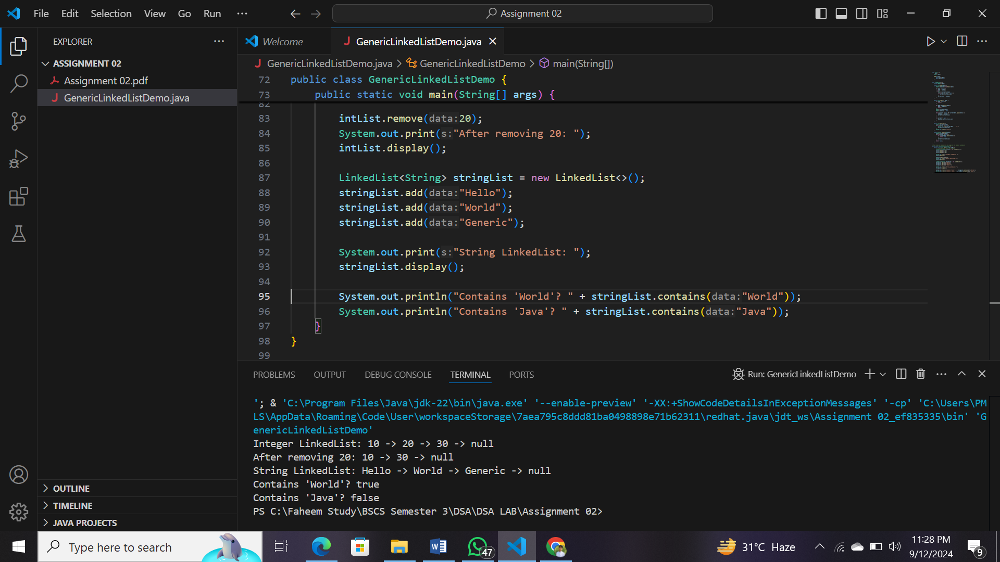 File Edit Selection View Go Run ···
Assignment 02
EXPLORER
ASSIGNMENT 02
Assignment 02.pdf
GenericLinkedListDemo.java
OUTLINE
TIMELINE
JAVA PROJECTS
Welcome
GenericLinkedListDemo.java
GenericLinkedListDemo.java > GenericLinkedListDemo > main(String[])
72 public class GenericLinkedListDemo {
73 public static void main(String[] args) {
82
83 intList.remove(data:20);
84 System.out.print(s:"After removing 20: ");
85 intList.display();
86
87 LinkedList<String> stringList = new LinkedList<>();
88 stringList.add(data:"Hello");
89 stringList.add(data:"World");
90 stringList.add(data:"Generic");
91
92 System.out.print(s:"String LinkedList: ");
93 stringList.display();
94
95 System.out.println("Contains 'World'? " + stringList.contains(data:"World"));
96 System.out.println("Contains 'Java'? " + stringList.contains(data:"Java"));
97 }
98 }
99
PROBLEMS OUTPUT DEBUG CONSOLE TERMINAL PORTS
Run: GenericLinkedListDemo
'; & 'C:\Program Files\Java\jdk-22\bin\java.exe' '--enable-preview' '-XX:+ShowCodeDetailsInExceptionMessages' '-cp' 'C:\Users\PM
LS\AppData\Roaming\Code\User\workspaceStorage\7aea795c8ddd81ba0498898e71b62311\redhat.java\jdt_ws\Assignment 02_ef835335\bin' 'G
enericLinkedListDemo'
Integer LinkedList: 10 -> 20 -> 30 -> null
After removing 20: 10 -> 30 -> null
String LinkedList: Hello -> World -> Generic -> null
Contains 'World'? true
Contains 'Java'? false
PS C:\Faheem Study\BSCS Semester 3\DSA\DSA LAB\Assignment 02>
Type here to search
47
31°C Haze
11:28 PM
9/12/2024
9